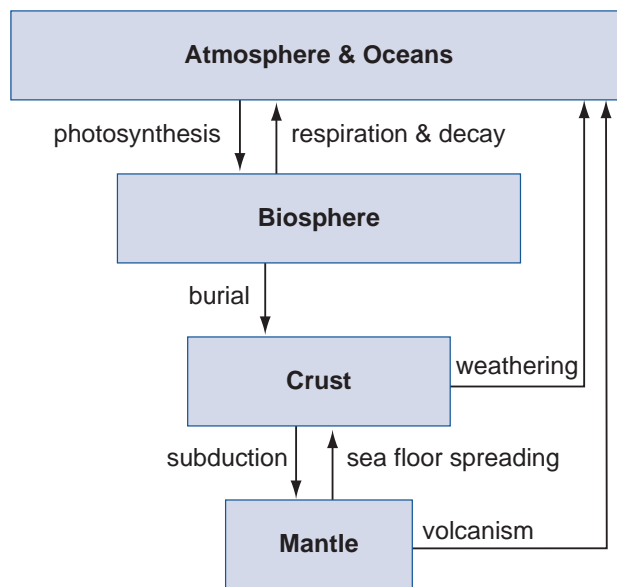 Atmosphere & Oceans
photosynthesis
respiration & decay
Biosphere
burial
Crust
weathering
subduction
sea floor spreading
Mantle
volcanism